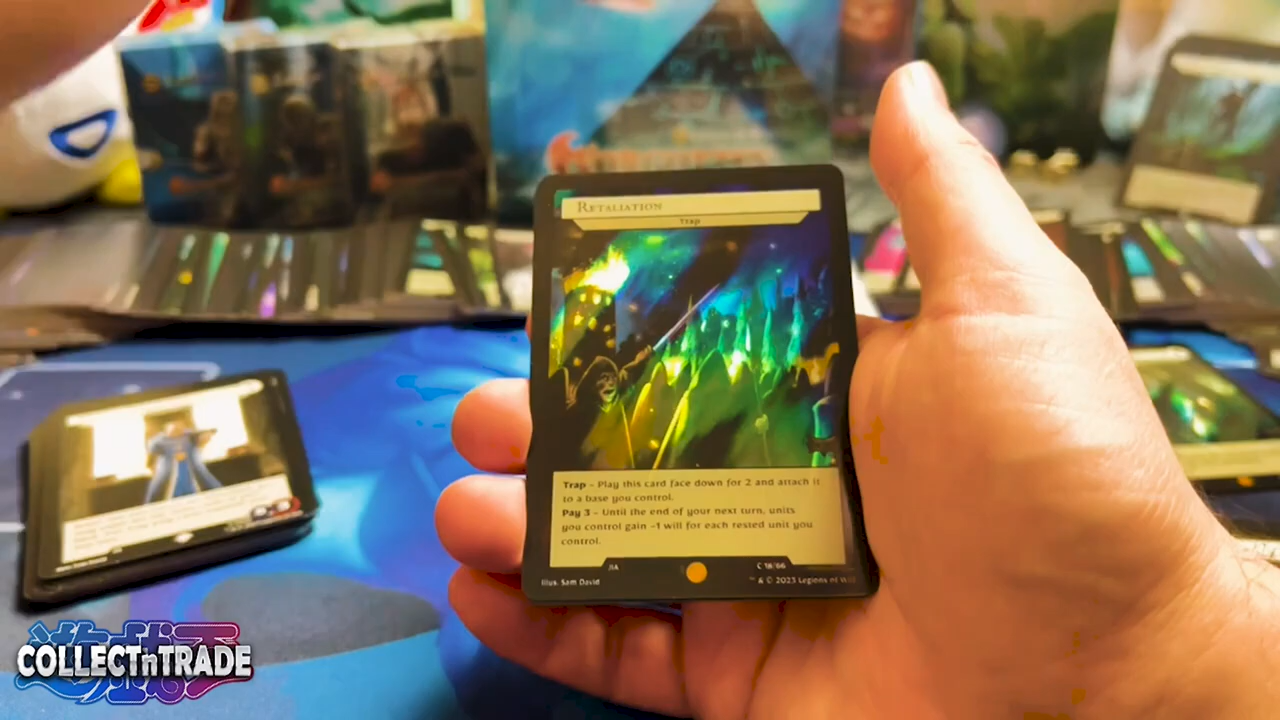 RETALIATION
Trap
Trap – Play this card face down for 2 and attach it
to a base you control.
Pay 3 – Until the end of your next turn, units
you control gain -1 will for each rested unit you
control.
JIA
C 18/66
Illus. Sam David
™ & © 2023 Legions of Will
COLLECTnTRADE